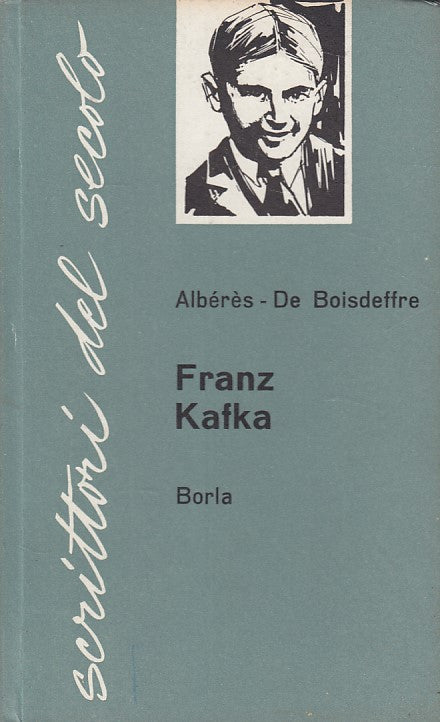 scrittori del secolo
Albérès - De Boisdeffre
Franz
Kafka
Borla